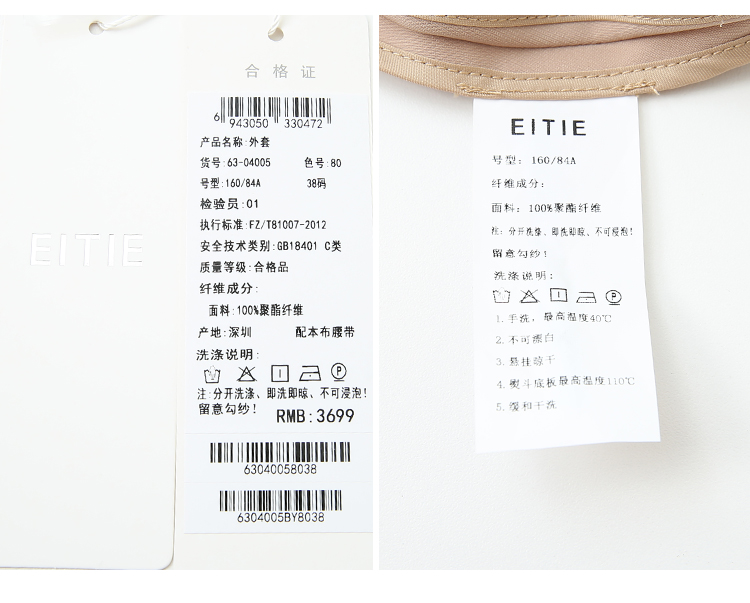 EITIE
合格证
6 943050 330472
产品名称:外套
货号:63-04005 色号:80
号型:160/84A 38码
检验员:01
执行标准:FZ/T81007-2012
安全技术类别:GB18401 C类
质量等级:合格品
纤维成分:
面料:100%聚酯纤维
产地:深圳 配本布腰带
洗涤说明:
P
注:分开洗涤、即洗即晾、不可浸泡!
留意勾纱! RMB:3699
63040058038
6304005BY8038
EITIE
号型: 160/84A
纤维成分:
面料: 100%聚酯纤维
注: 分开洗涤、即洗即晾、不可浸泡!
留意勾纱!
洗涤说明:
P
1.手洗，最高温度40℃
2.不可漂白
3.悬挂晾干
4.熨斗底板最高温度110℃
5.缓和干洗